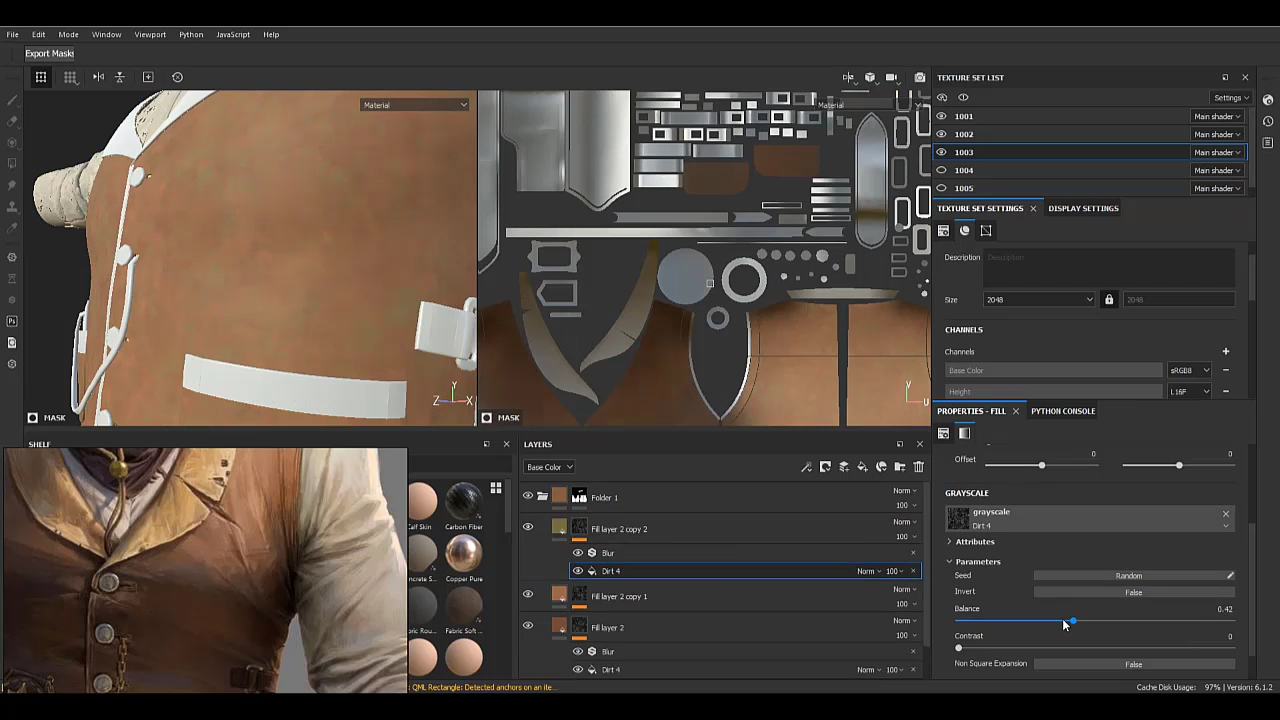 File Edit Mode Window Viewport Python JavaScript Help
Export Masks
Material
Material
MASK
MASK
Y
Z X
Y
U
TEXTURE SET LIST
Settings
1001 Main shader
1002 Main shader
1003 Main shader
1004 Main shader
1005 Main shader
TEXTURE SET SETTINGS DISPLAY SETTINGS
Description Description
Size 2048 2048
CHANNELS
Channels
Base Color sRGB8
Height L16F
PROPERTIES - FILL PYTHON CONSOLE
Offset 0 0
GRAYSCALE
grayscale
Dirt 4
Attributes
Parameters
Seed Random
Invert False
Balance 0.42
Contrast 0
Non Square Expansion False
SHELF
Calf Skin Carbon Fiber
Copper Pure
LAYERS
Base Color
Folder 1 Norm
100
Fill layer 2 copy 2 Norm
100
Blur
Dirt 4 Norm 100
Fill layer 2 copy 1 Norm
100
Fill layer 2 Norm
100
Blur
Dirt 4 Norm 100
: QML Rectangle: Detected anchors on an ite...
Cache Disk Usage: 97% | Version: 6.1.2